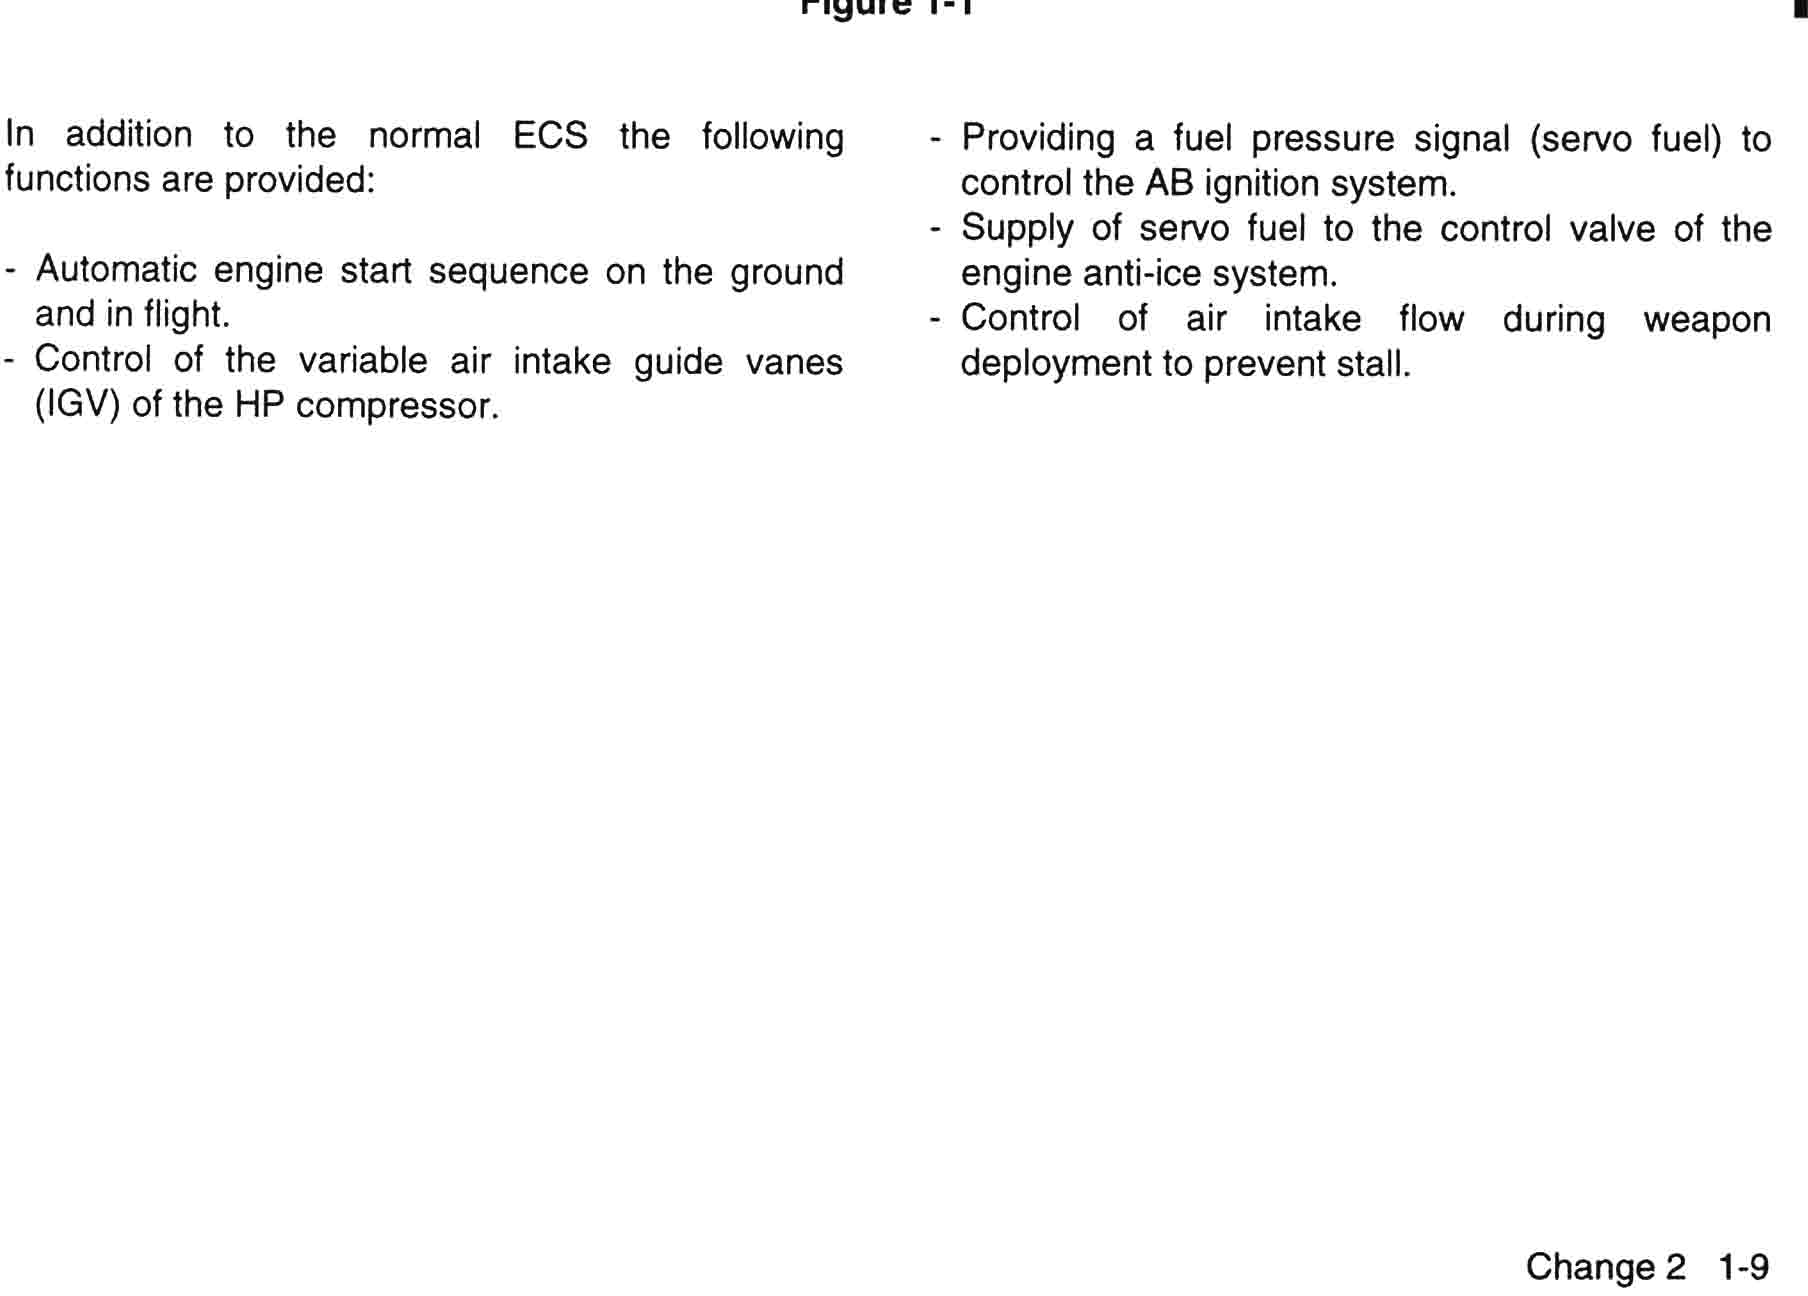 Figure 1-1
In addition to the normal ECS the following
functions are provided:
- Automatic engine start sequence on the ground
and in flight.
- Control of the variable air intake guide vanes
(IGV) of the HP compressor.
- Providing a fuel pressure signal (servo fuel) to
control the AB ignition system.
- Supply of servo fuel to the control valve of the
engine anti-ice system.
- Control of air intake flow during weapon
deployment to prevent stall.
Change 2 1-9